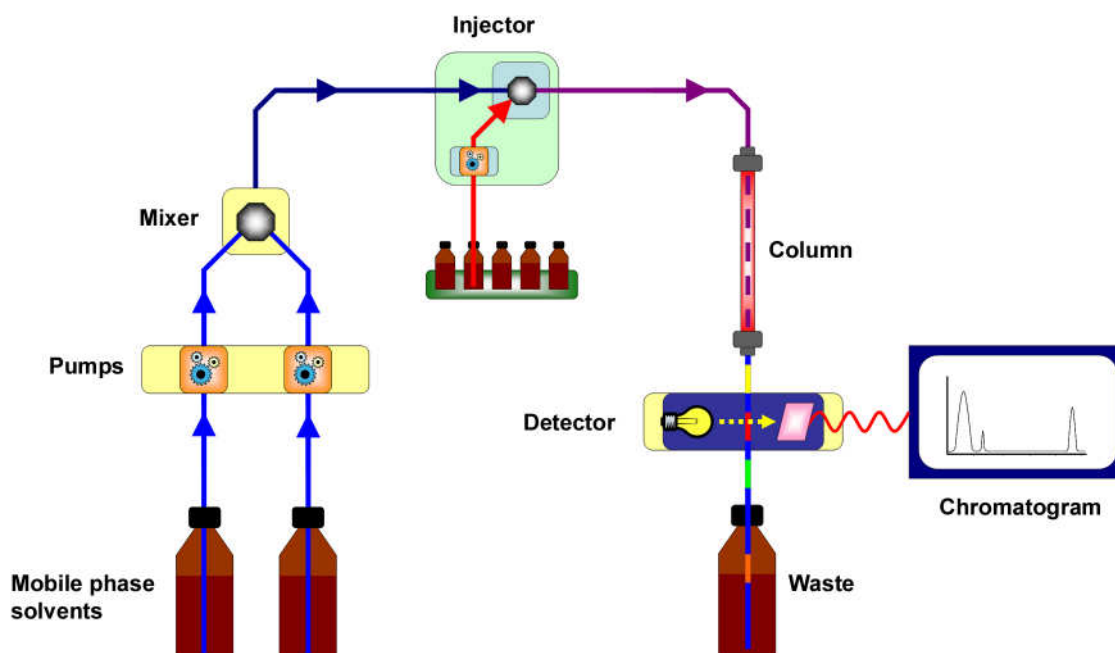 Injector
Mixer
Column
Pumps
Detector
Chromatogram
Mobile phase
solvents
Waste